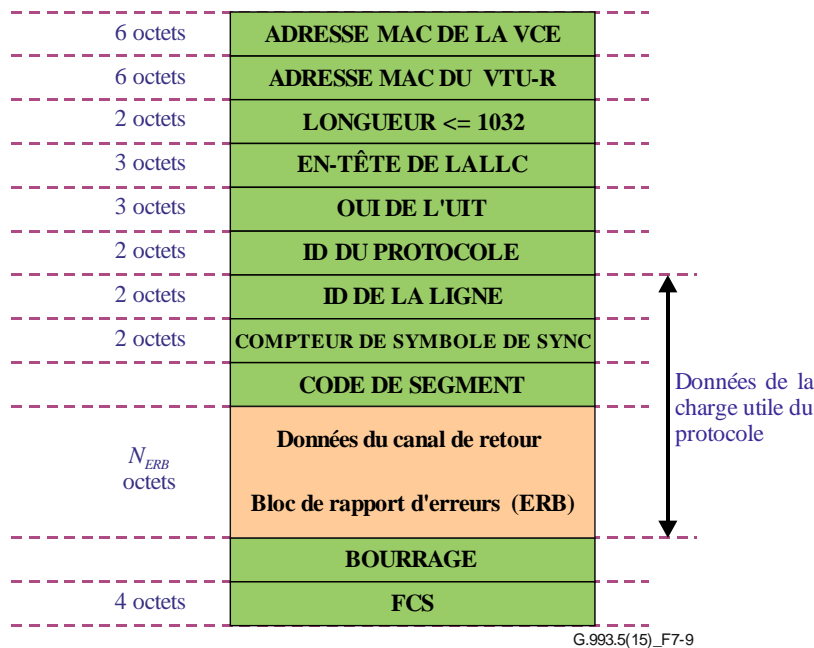 6 octets ADRESSE MAC DE LA VCE
6 octets ADRESSE MAC DU VTU-R
2 octets LONGUEUR <= 1032
3 octets EN-TÊTE DE LALLC
3 octets OUI DE L'UIT
2 octets ID DU PROTOCOLE
2 octets ID DE LA LIGNE
2 octets COMPTEUR DE SYMBOLE DE SYNC
CODE DE SEGMENT
Données de la
charge utile du
protocole
Données du canal de retour
N_ERB
octets
Bloc de rapport d'erreurs (ERB)
BOURRAGE
4 octets FCS
G.993.5(15)_F7-9